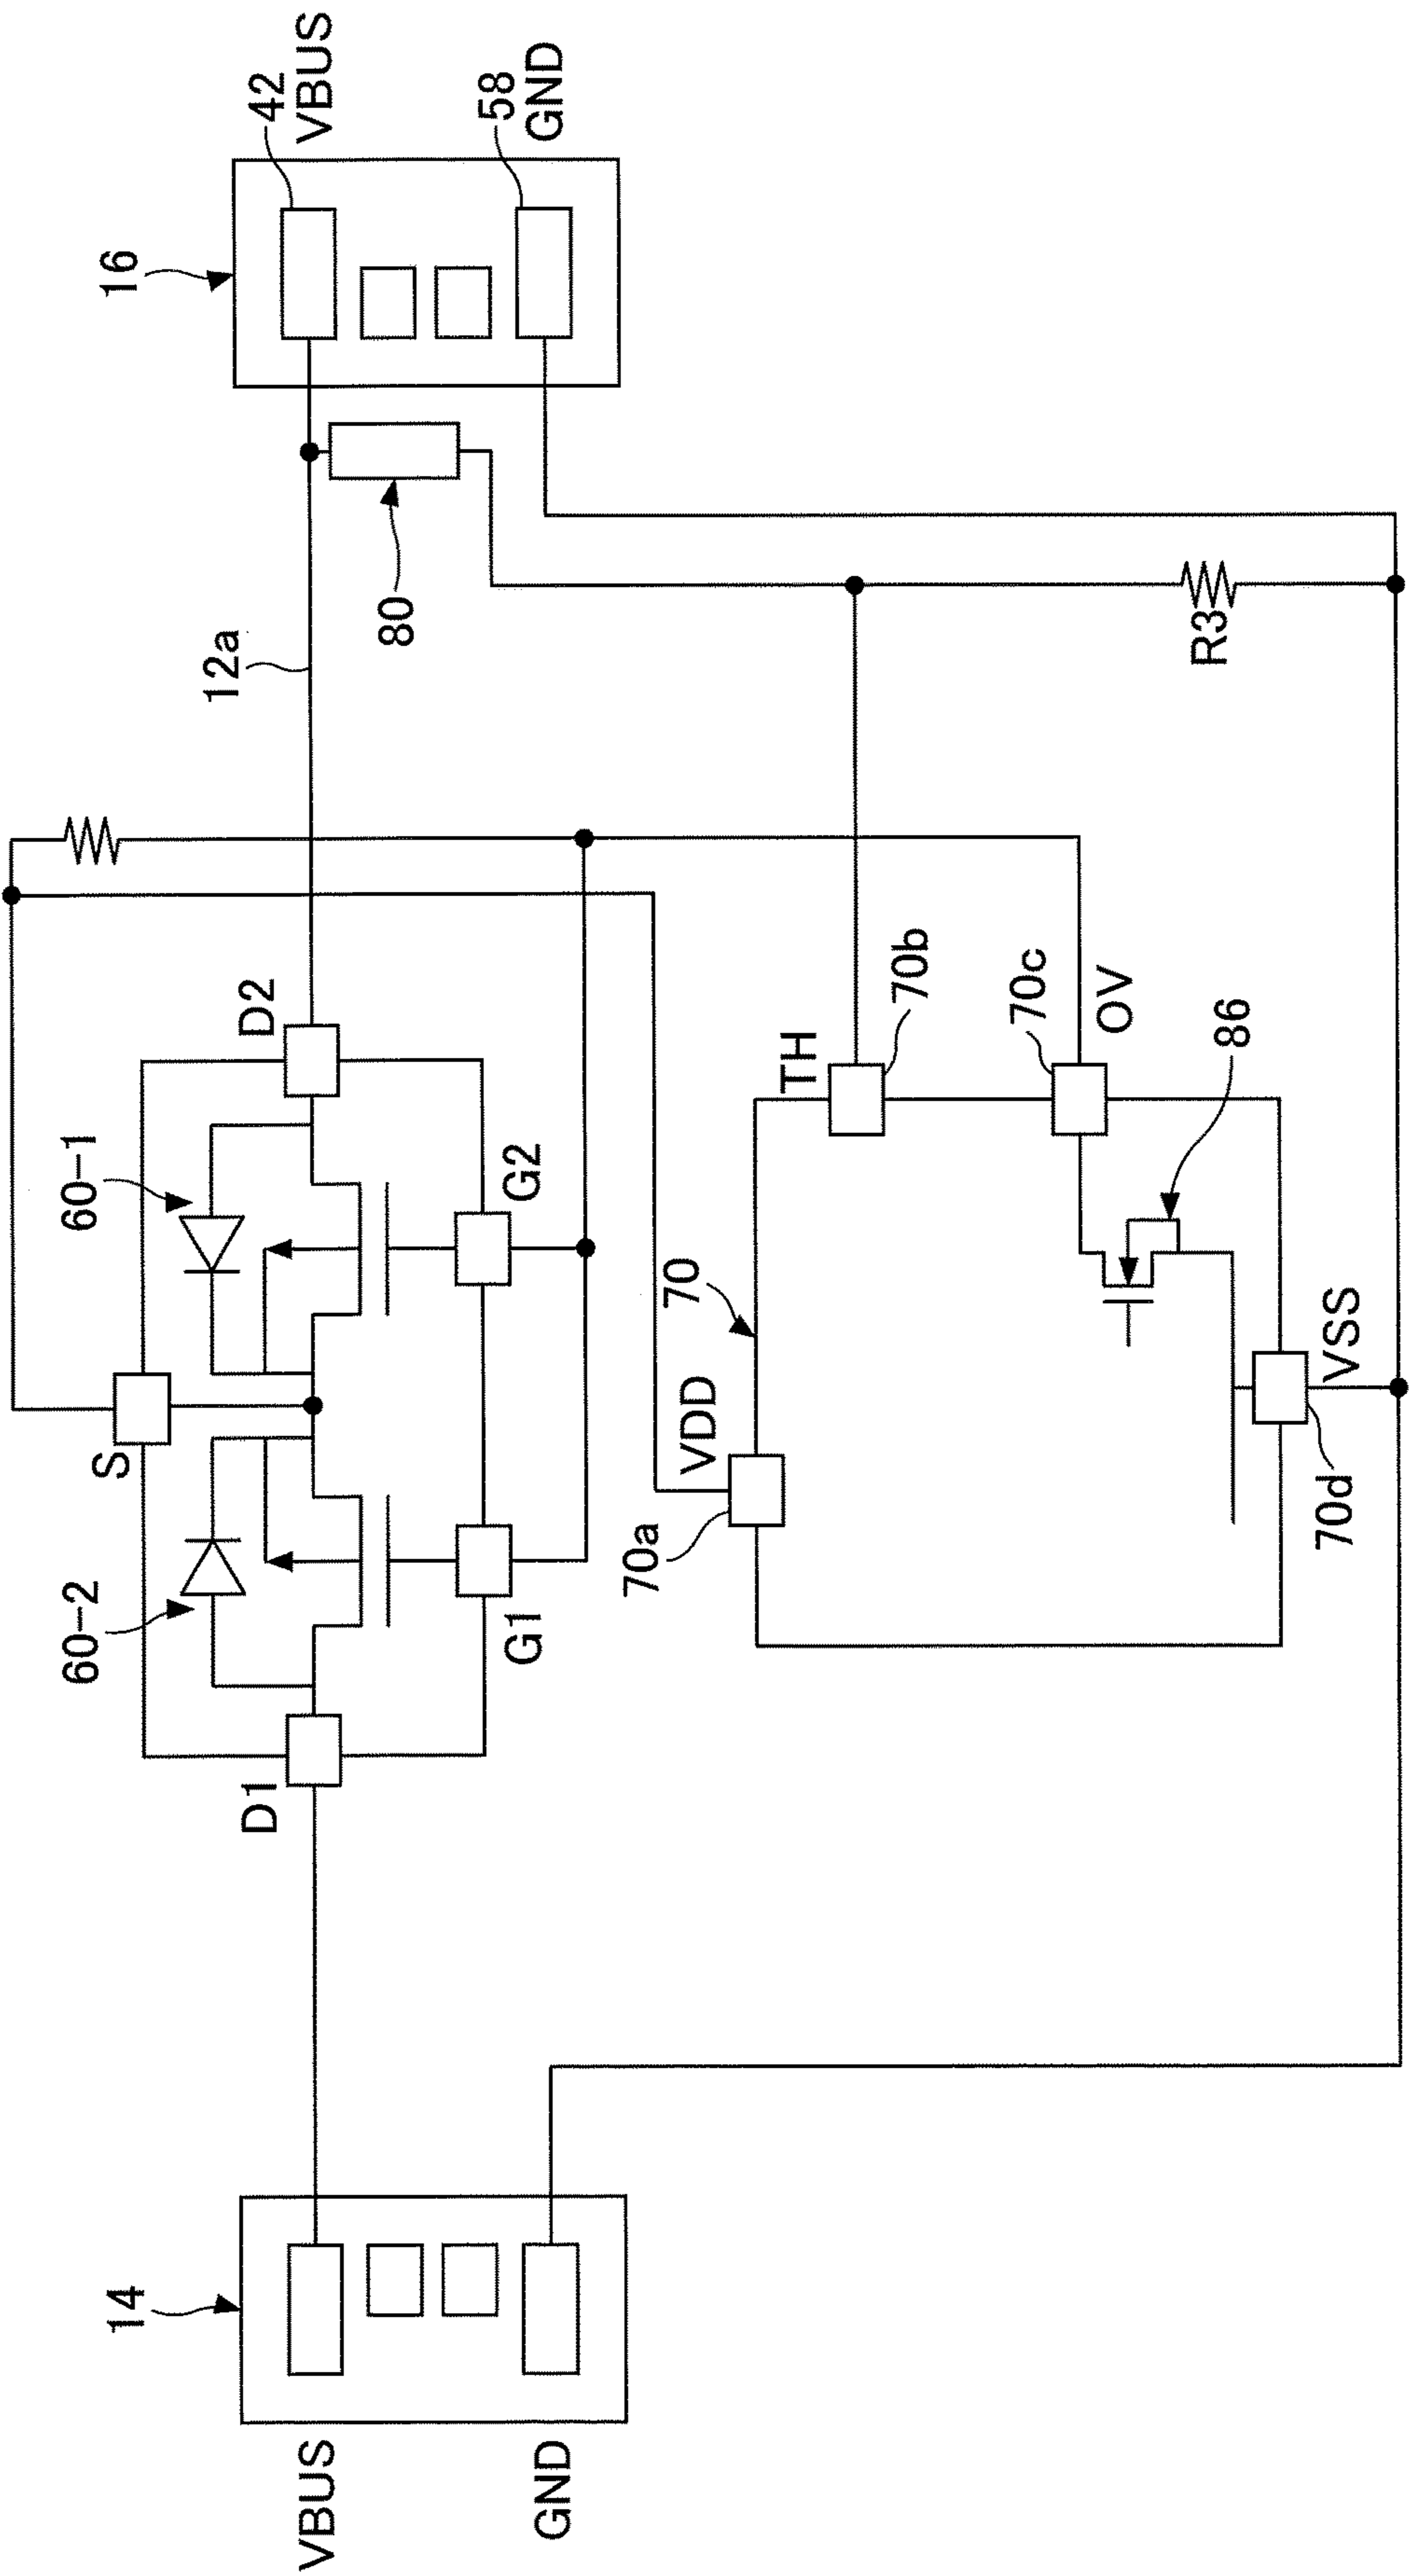 16
42
VBUS
58
GND
80
12a
R3
D2
60-1
G2
S
60-2
G1
D1
TH
70b
70c
OV
86
70
VDD
70a
VSS
70d
14
VBUS
GND